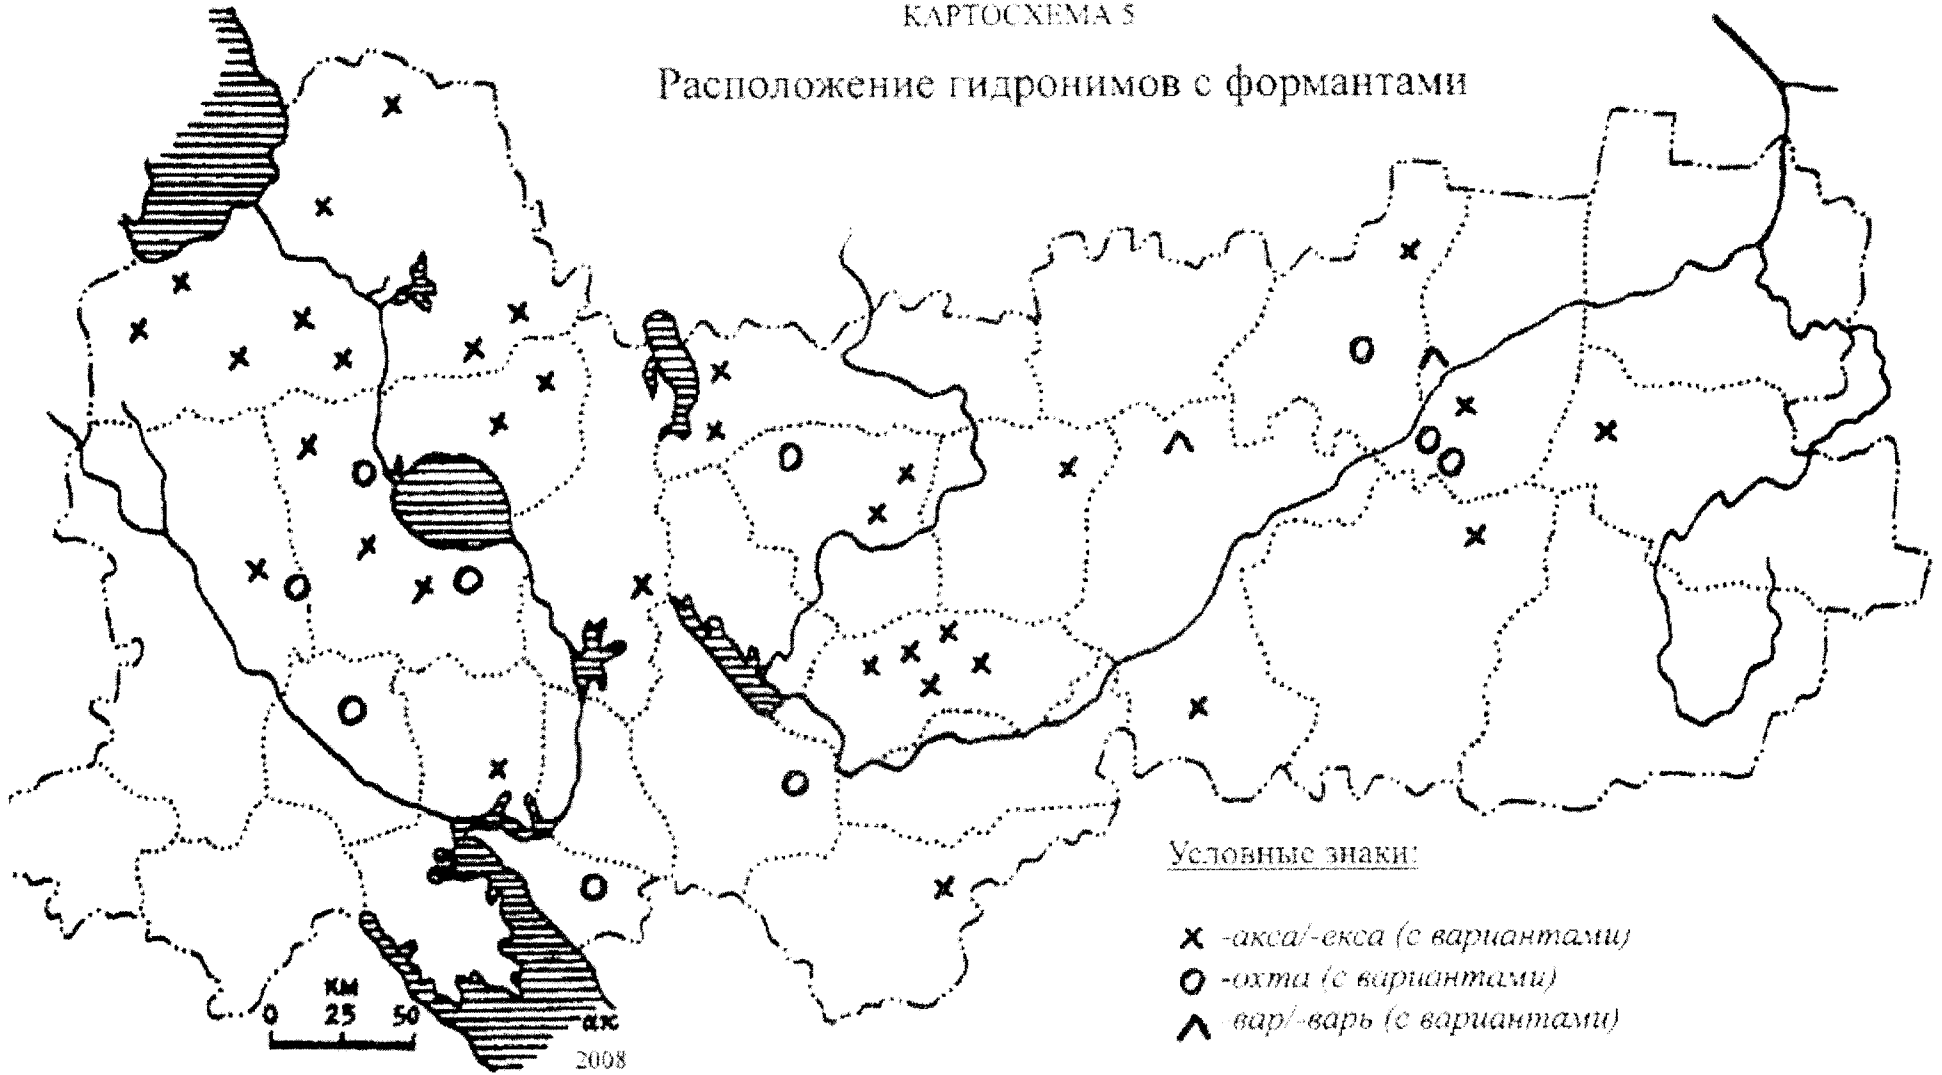 КАРТОСХЕМА 5
Расположение гидронимов с формантами
Условные знаки:
-акса/-екса (с вариантами)
-охта (с вариантами)
-вар/-варь (с вариантами)
КМ
0 25 50
ак
2008